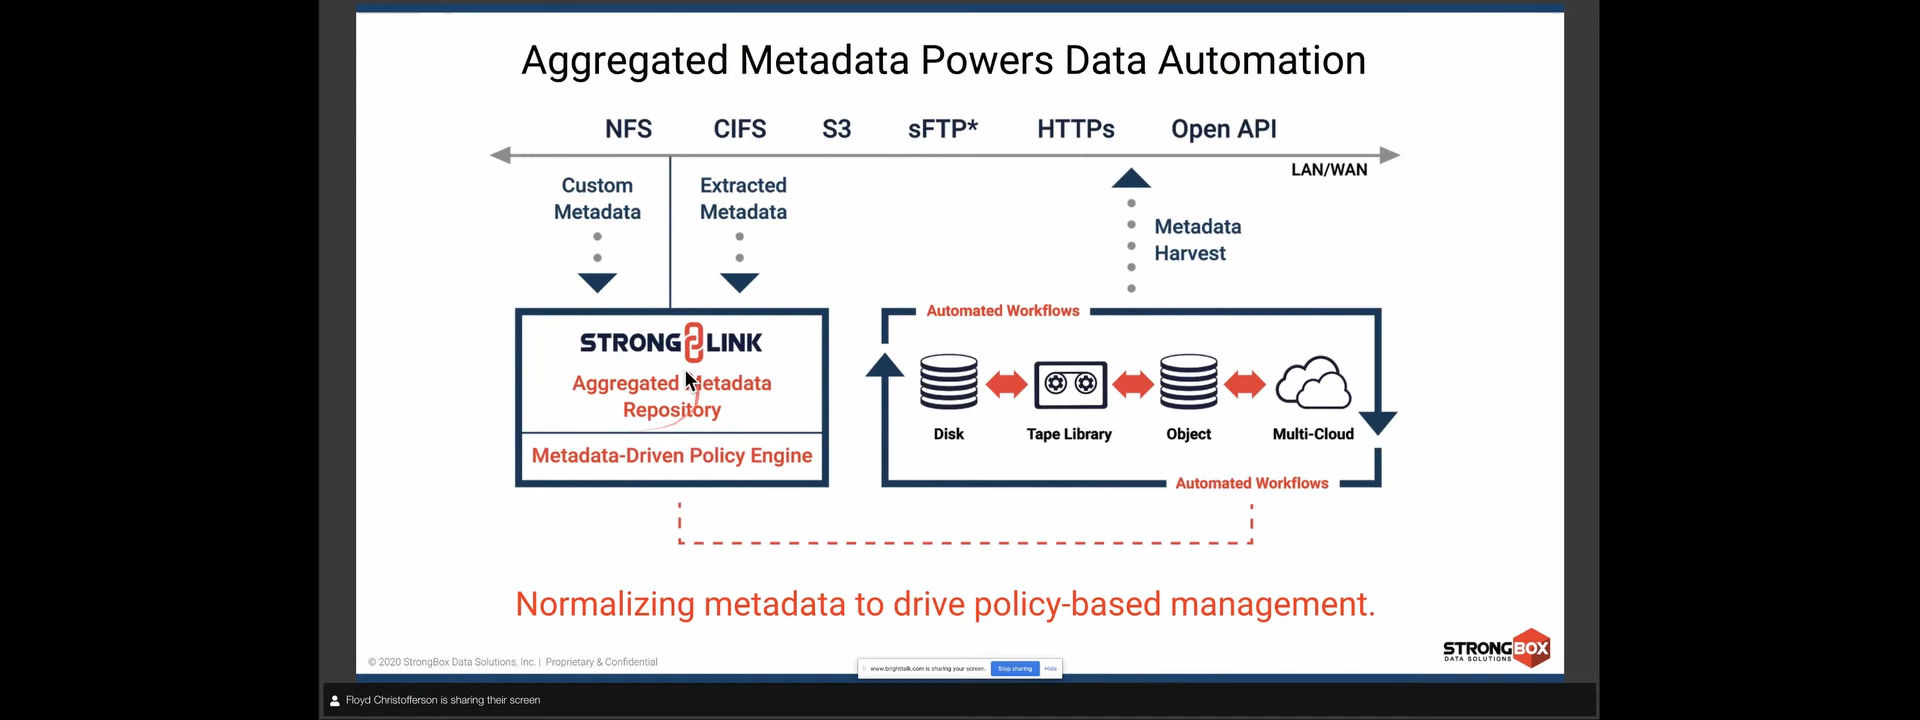 Aggregated Metadata Powers Data Automation
NFS CIFS S3 sFTP* HTTPs Open API
LAN/WAN
Custom
Metadata
Extracted
Metadata
Metadata
Harvest
STRONG LINK
Aggregated Metadata
Repository
Metadata-Driven Policy Engine
Automated Workflows
Disk
Tape Library
Object
Multi-Cloud
Automated Workflows
Normalizing metadata to drive policy-based management.
© 2020 StrongBox Data Solutions, Inc. | Proprietary & Confidential
www.brighttalk.com is sharing your screen. Stop sharing Hide
STRONGBOX
DATA SOLUTIONS
Floyd Christofferson is sharing their screen